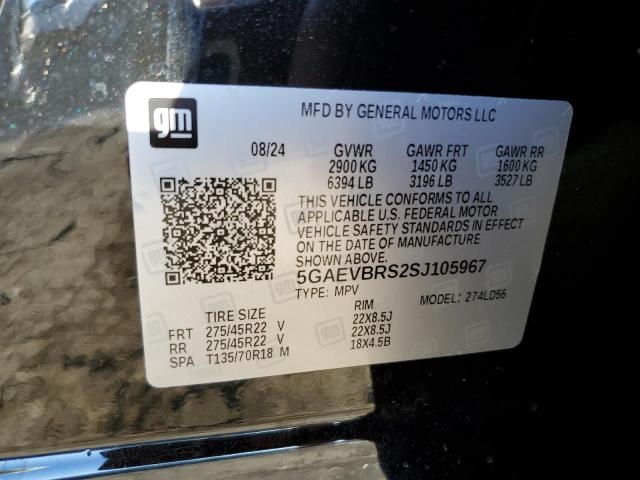 gm
MFD BY GENERAL MOTORS LLC
08/24 GVWR GAWR FRT GAWR RR
2900 KG 1450 KG 1600 KG
6394 LB 3196 LB 3527 LB
THIS VEHICLE CONFORMS TO ALL
APPLICABLE U.S. FEDERAL MOTOR
VEHICLE SAFETY STANDARDS IN EFFECT
ON THE DATE OF MANUFACTURE
SHOWN ABOVE.
5GAEVBRS2SJ105967
TYPE: MPV MODEL: 274LD56
TIRE SIZE RIM
FRT 275/45R22 V 22X8.5J
RR 275/45R22 V 22X8.5J
SPA T135/70R18 M 18X4.5B